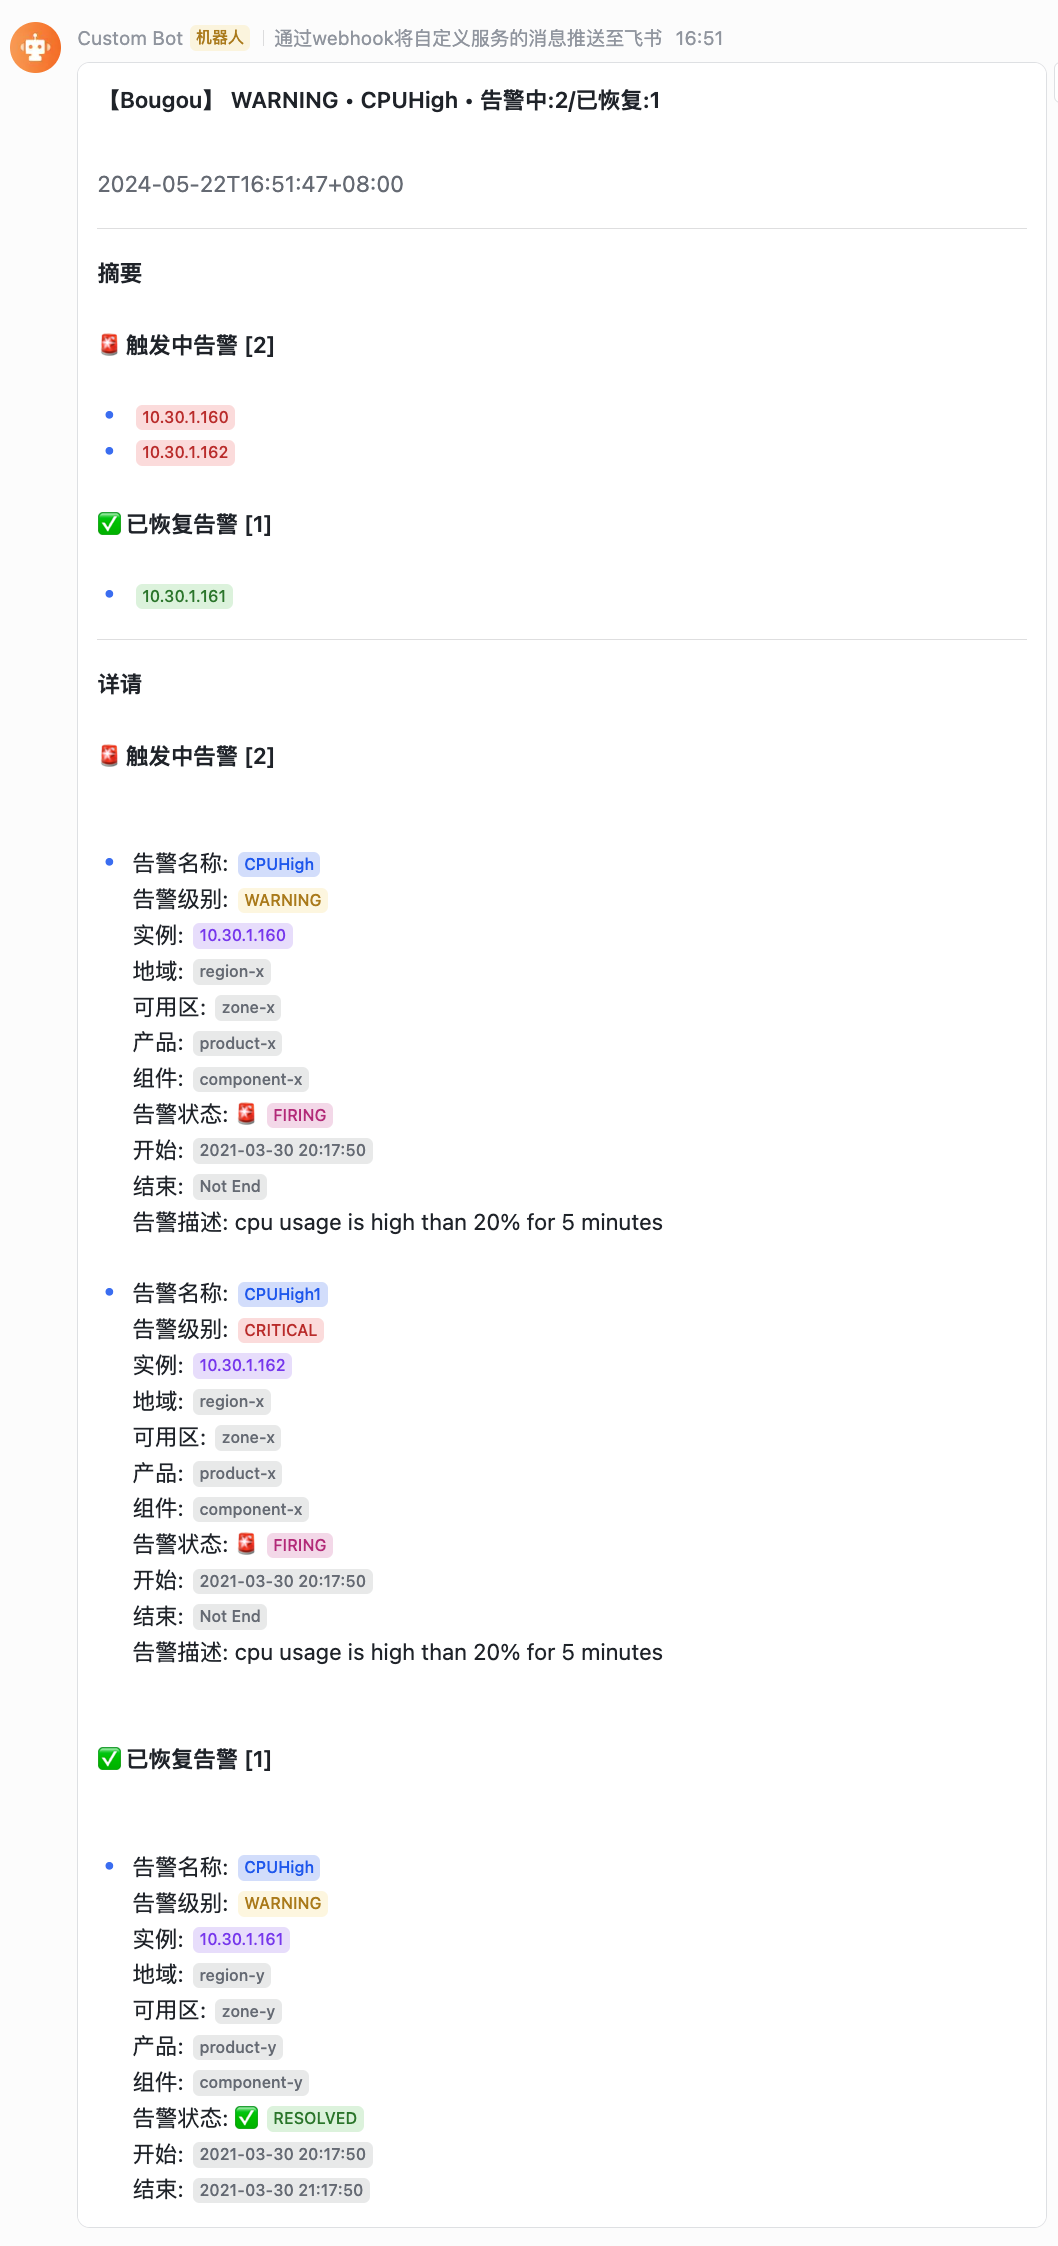 Custom Bot 机器人 通过webhook将自定义服务的消息推送至飞书 16:51
【Bougou】 WARNING • CPUHigh • 告警中:2/已恢复:1
2024-05-22T16:51:47+08:00
摘要
🚨 触发中告警 [2]
• 10.30.1.160
• 10.30.1.162
✅ 已恢复告警 [1]
• 10.30.1.161
详请
🚨 触发中告警 [2]
• 告警名称: CPUHigh
告警级别: WARNING
实例: 10.30.1.160
地域: region-x
可用区: zone-x
产品: product-x
组件: component-x
告警状态: 🚨 FIRING
开始: 2021-03-30 20:17:50
结束: Not End
告警描述: cpu usage is high than 20% for 5 minutes
• 告警名称: CPUHigh1
告警级别: CRITICAL
实例: 10.30.1.162
地域: region-x
可用区: zone-x
产品: product-x
组件: component-x
告警状态: 🚨 FIRING
开始: 2021-03-30 20:17:50
结束: Not End
告警描述: cpu usage is high than 20% for 5 minutes
✅ 已恢复告警 [1]
• 告警名称: CPUHigh
告警级别: WARNING
实例: 10.30.1.161
地域: region-y
可用区: zone-y
产品: product-y
组件: component-y
告警状态: ✅ RESOLVED
开始: 2021-03-30 20:17:50
结束: 2021-03-30 21:17:50